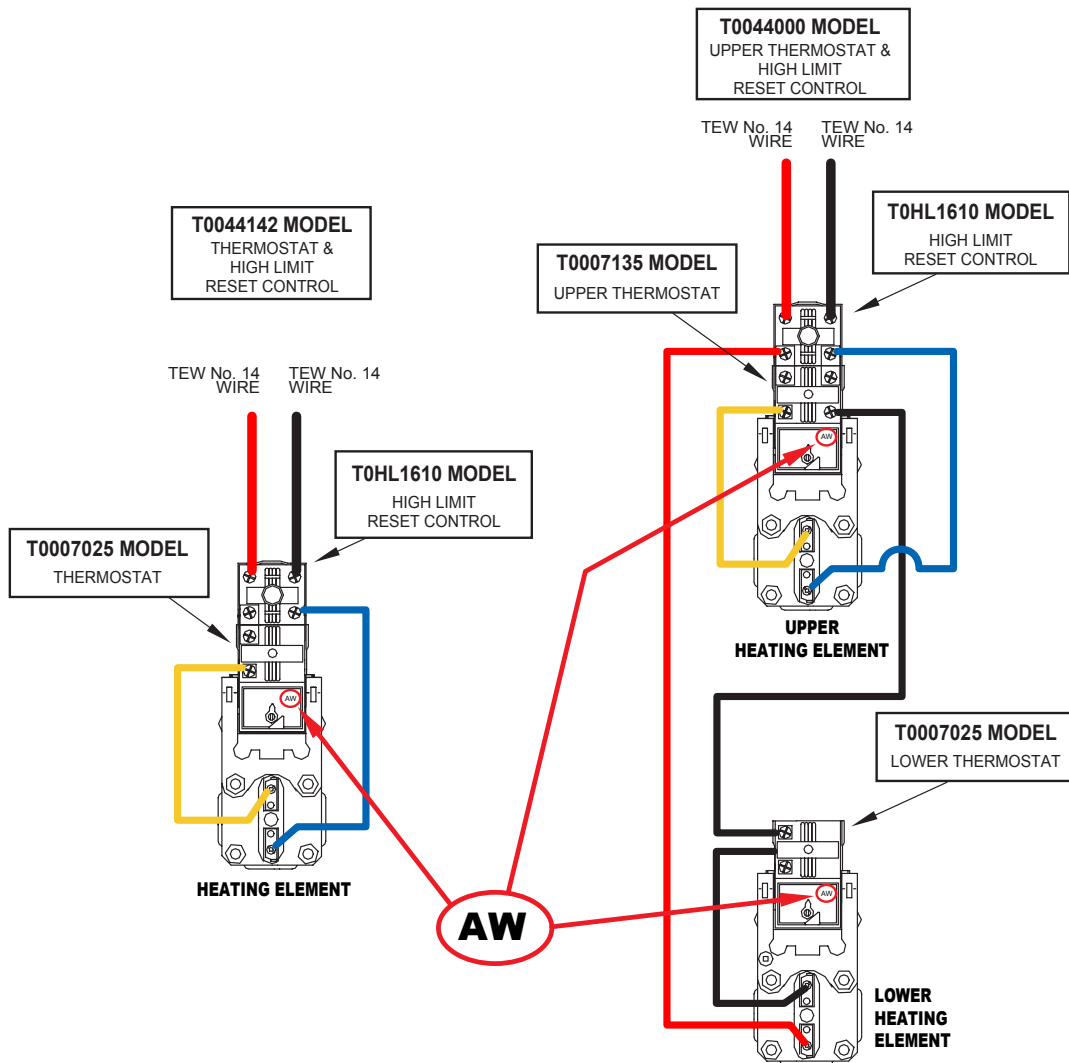 T0044000 MODEL
UPPER THERMOSTAT &
HIGH LIMIT
RESET CONTROL
TEW No. 14
WIRE
TEW No. 14
WIRE
T0HL1610 MODEL
HIGH LIMIT
RESET CONTROL
T0007135 MODEL
UPPER THERMOSTAT
AW
UPPER
HEATING ELEMENT
T0044142 MODEL
THERMOSTAT &
HIGH LIMIT
RESET CONTROL
TEW No. 14
WIRE
TEW No. 14
WIRE
T0HL1610 MODEL
HIGH LIMIT
RESET CONTROL
T0007025 MODEL
THERMOSTAT
AW
HEATING ELEMENT
T0007025 MODEL
LOWER THERMOSTAT
AW
AW
LOWER
HEATING
ELEMENT